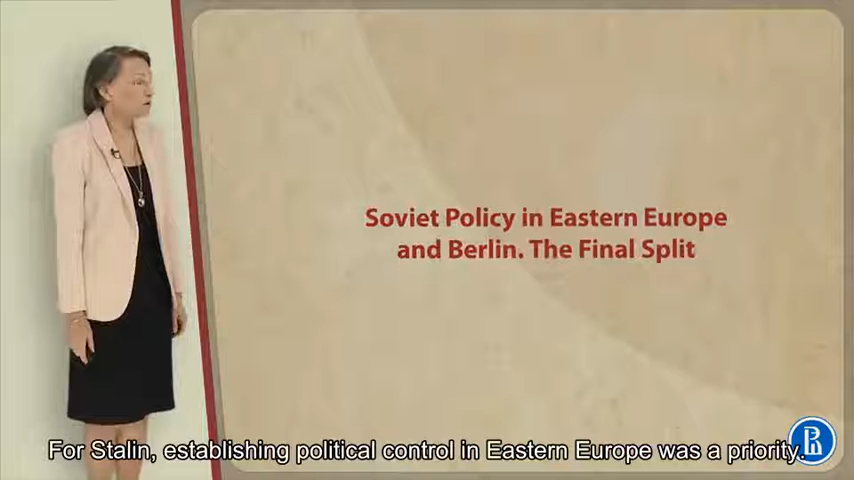 Soviet Policy in Eastern Europe
and Berlin. The Final Split
For Stalin, establishing political control in Eastern Europe was a priority.